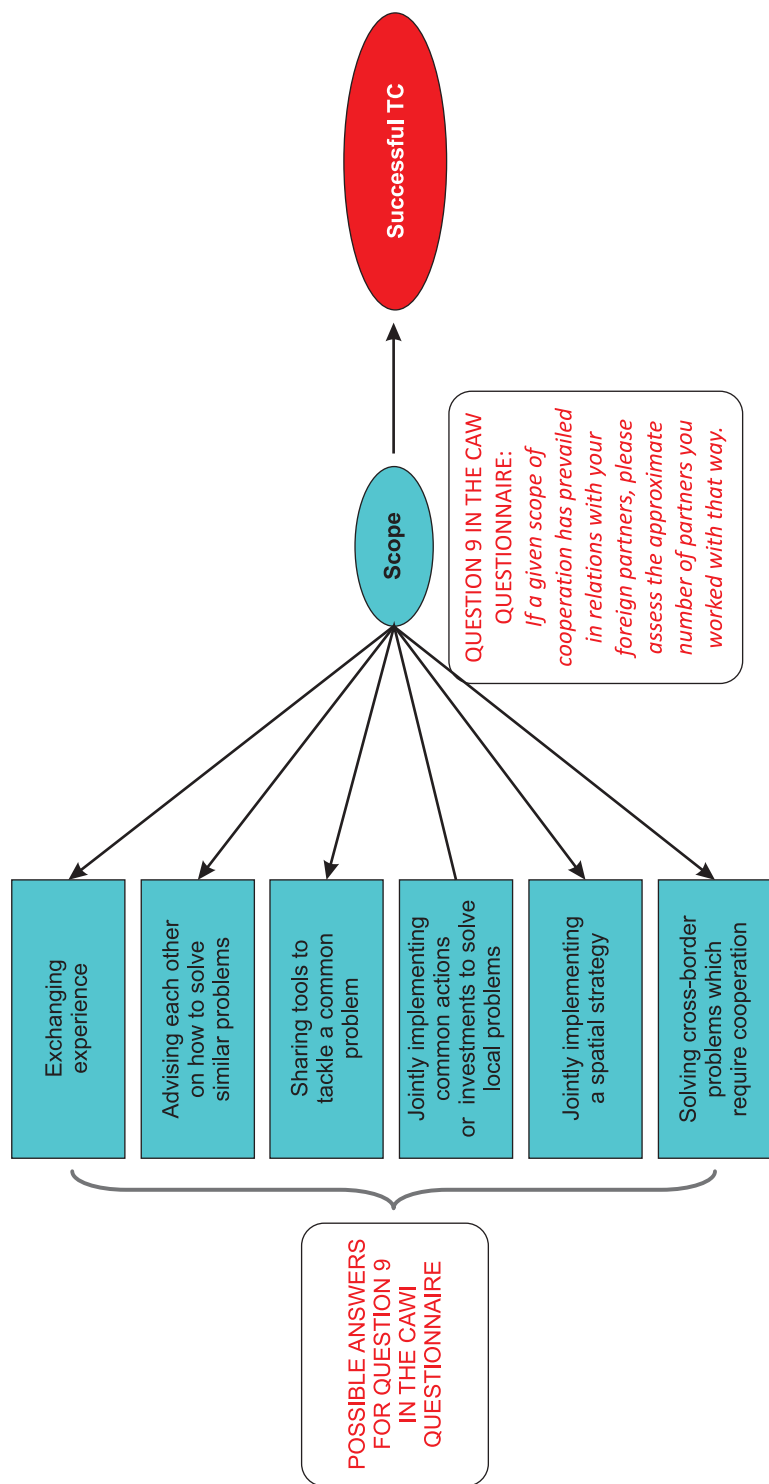 POSSIBLE ANSWERS
FOR QUESTION 9
IN THE CAWI
QUESTIONNAIRE
Exchanging
experience
Advising each other
on how to solve
similar problems
Sharing tools to
tackle a common
problem
Jointly implementing
common actions
or investments to solve
local problems
Jointly implementing
a spatial strategy
Solving cross-border
problems which
require cooperation
Scope
QUESTION 9 IN THE CAW
QUESTIONNAIRE:
If a given scope of
cooperation has prevailed
in relations with your
foreign partners, please
assess the approximate
number of partners you
worked with that way.
Successful TC